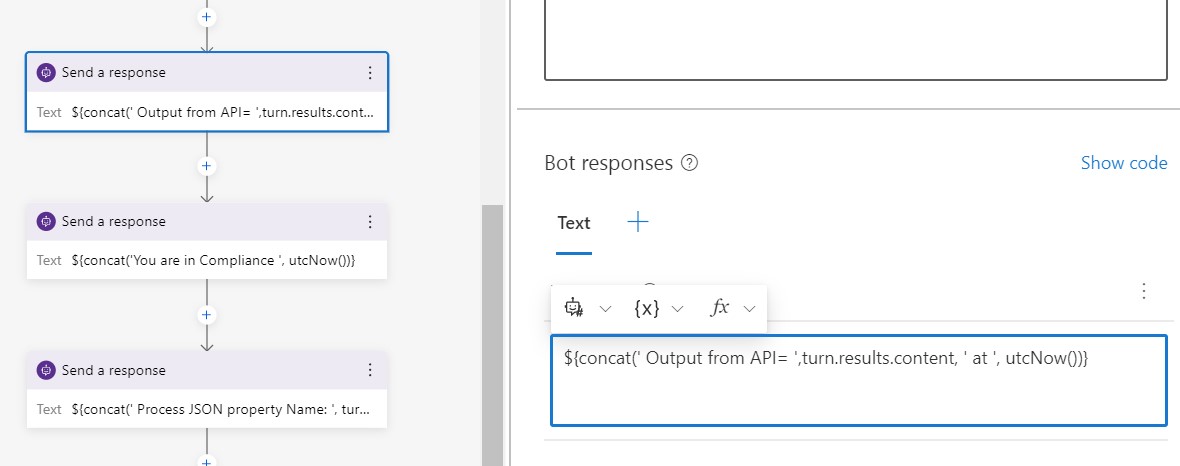 Send a response
Text ${concat(' Output from API= ',turn.results.cont...
Send a response
Text ${concat('You are in Compliance ', utcNow())}
Send a response
Text ${concat(' Process JSON property Name: ', tur...
Bot responses
Show code
Text
{x}
fx
${concat(' Output from API= ',turn.results.content, ' at ', utcNow())}